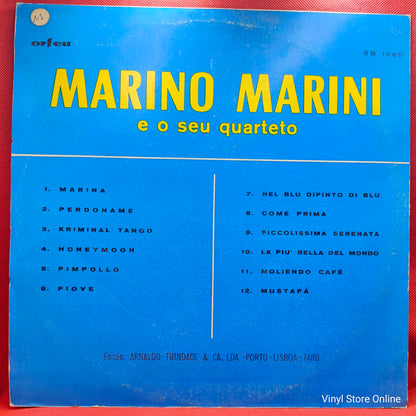 orfeu
SB 1060
MARINO MARINI
e o seu quarteto
1. MARINA
2. PERDONAME
3. KRIMINAL TANGO
4. HONEYMOON
5. PIMPOLLO
6. PIOVE
7. NEL BLU DIPINTO DI BLU
8. COME PRIMA
9. PICCOLISSIMA SERENATA
10. LA PIU' BELLA DEL MONDO
11. MOLIENDO CAFÉ
12. MUSTAFÁ
Edição: ARNALDO TRINDADE & CA., LDA. - PORTO - LISBOA - FARO
Vinyl Store Online